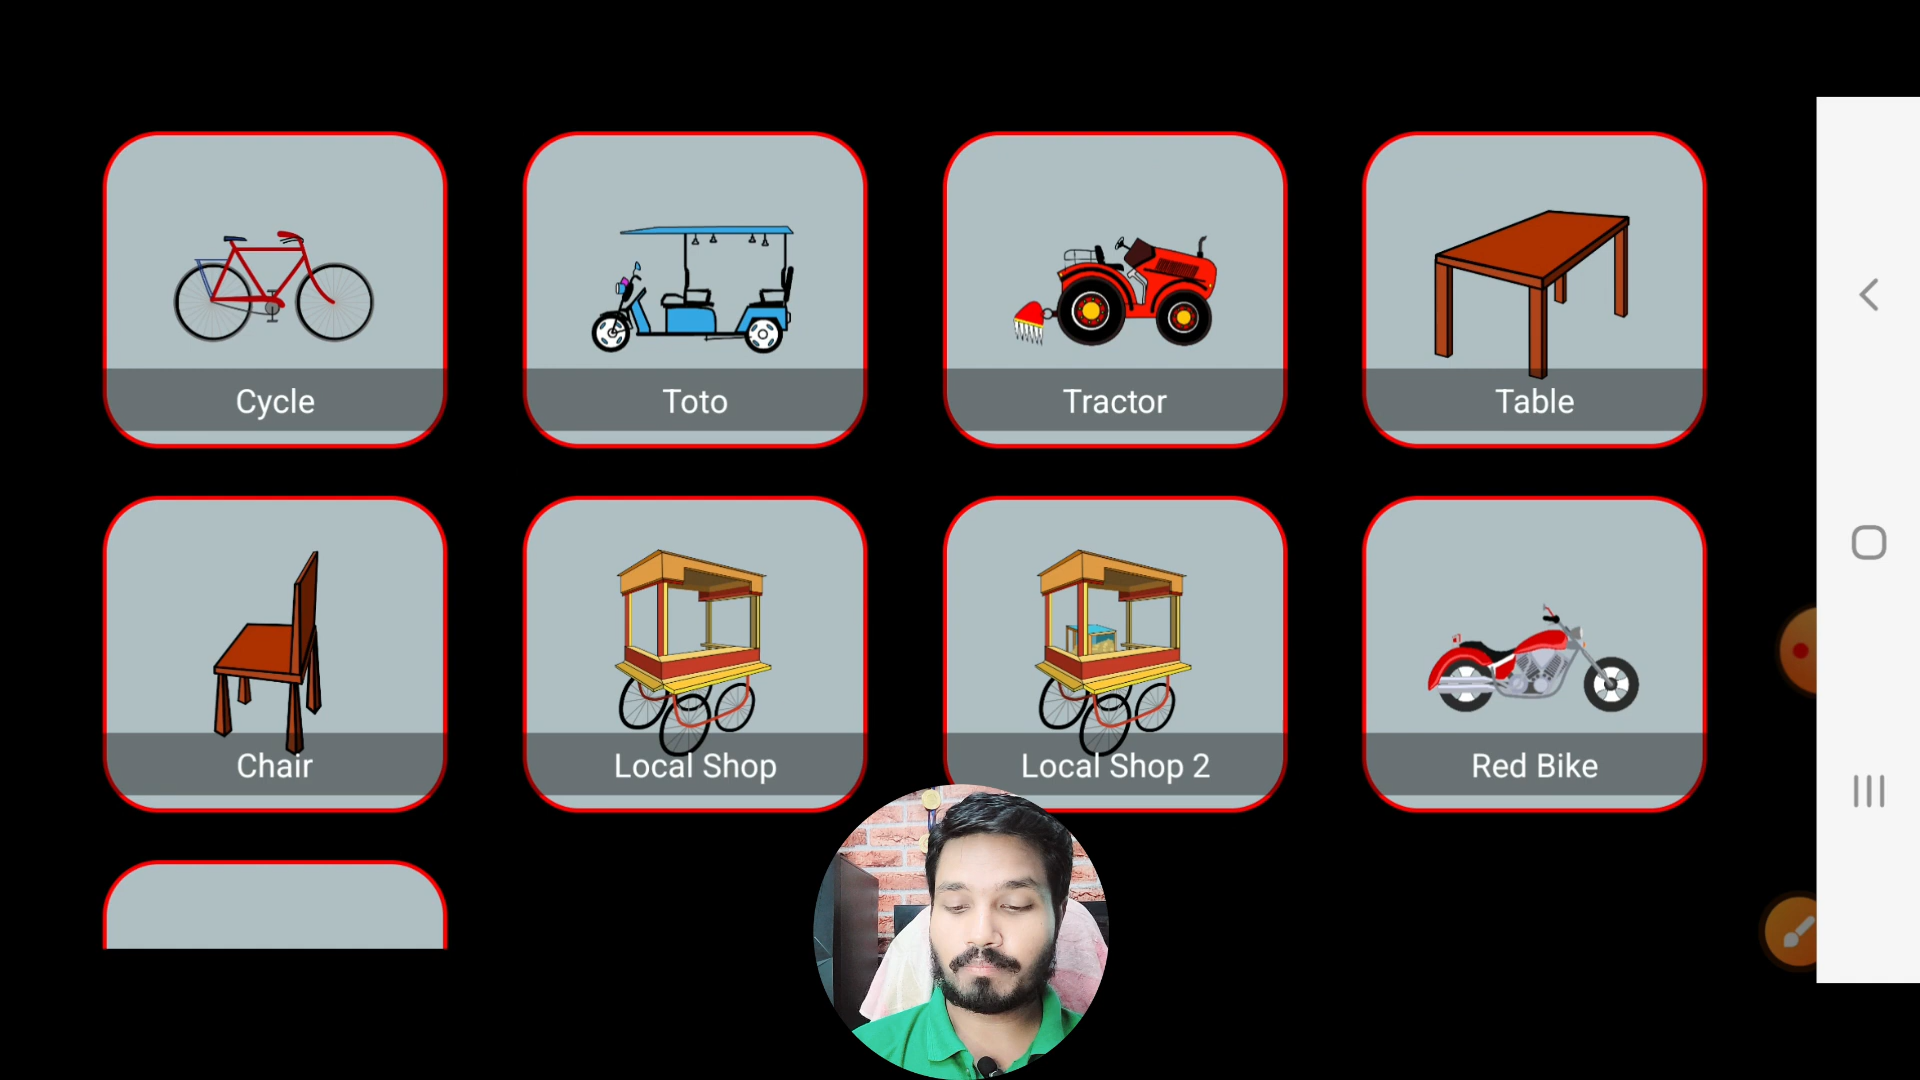 Cycle
Toto
Tractor
Table
Chair
Local Shop
Local Shop 2
Red Bike